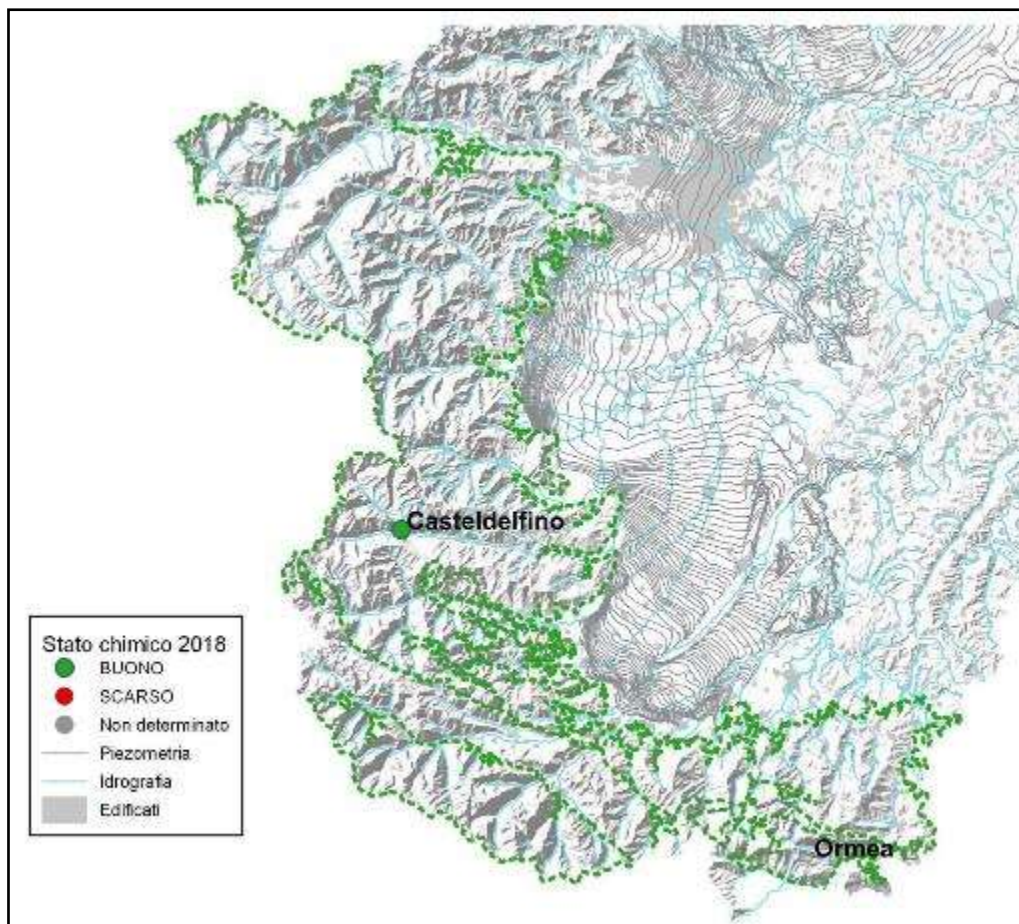 Casteldelfino
Stato chimico 2018
BUONO
SCARSO
Non determinato
Piezometria
Idrografia
Edificati
Ormea